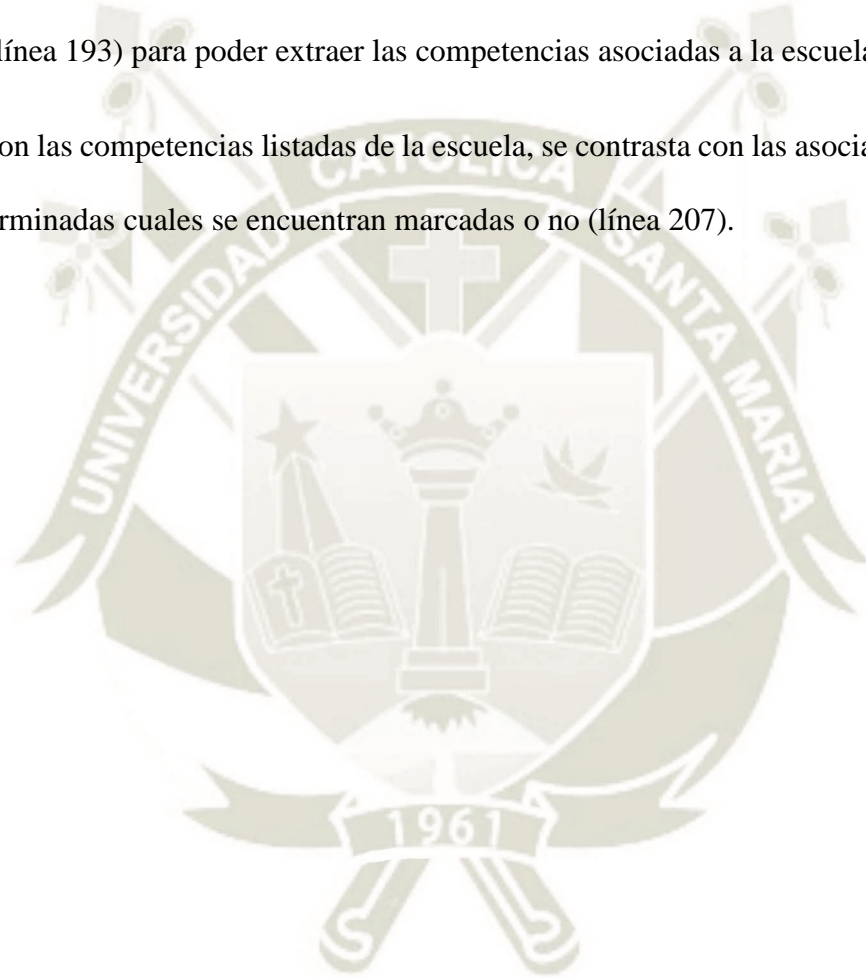 línea 193) para poder extraer las competencias asociadas a la escuela
on las competencias listadas de la escuela, se contrasta con las asocia
rminadas cuales se encuentran marcadas o no (línea 207).
UNIVERSIDAD CATOLICA SANTA MARIA
1961